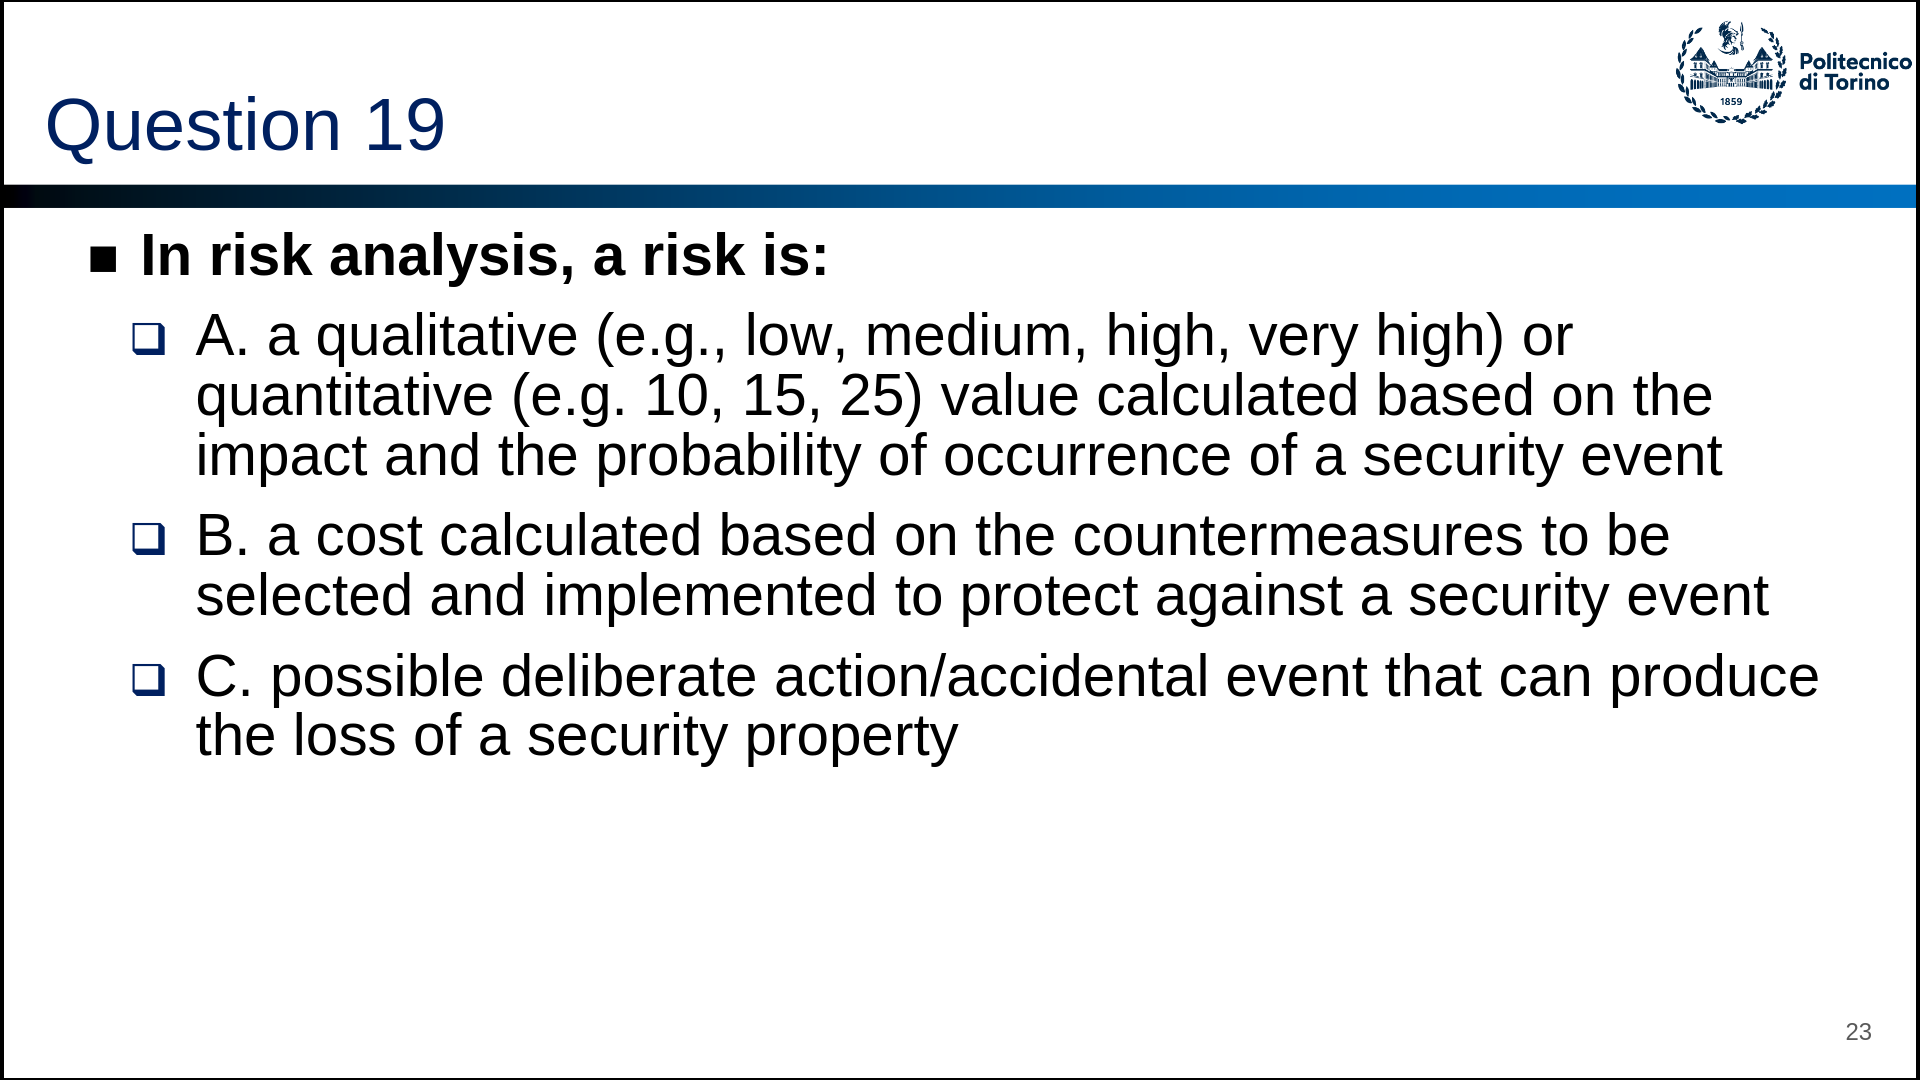 1859
Politecnico
di Torino
Question 19
■ In risk analysis, a risk is:
❑ A. a qualitative (e.g., low, medium, high, very high) or
quantitative (e.g. 10, 15, 25) value calculated based on the
impact and the probability of occurrence of a security event
❑ B. a cost calculated based on the countermeasures to be
selected and implemented to protect against a security event
❑ C. possible deliberate action/accidental event that can produce
the loss of a security property
23